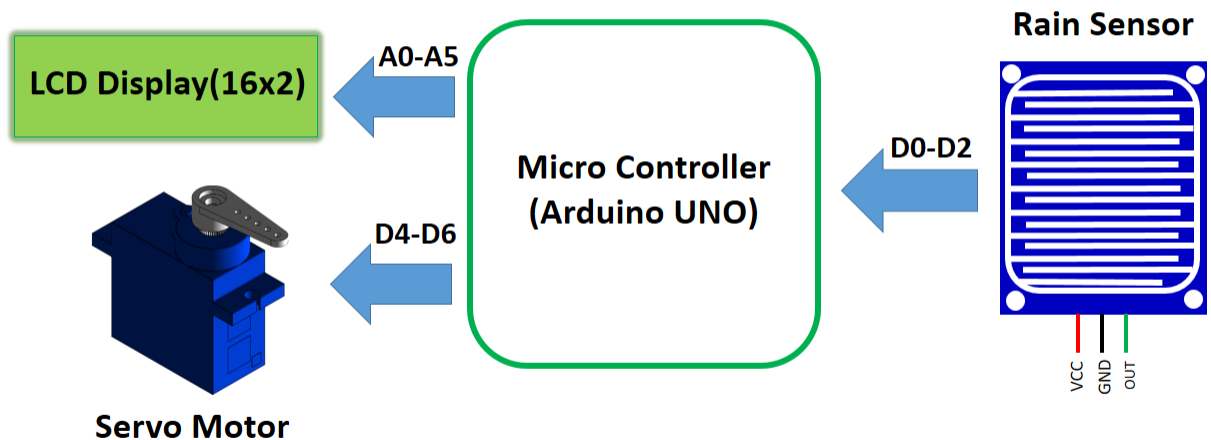 Rain Sensor
LCD Display(16x2)
A0-A5
Micro Controller
(Arduino UNO)
D0-D2
D4-D6
VCC
GND
OUT
Servo Motor